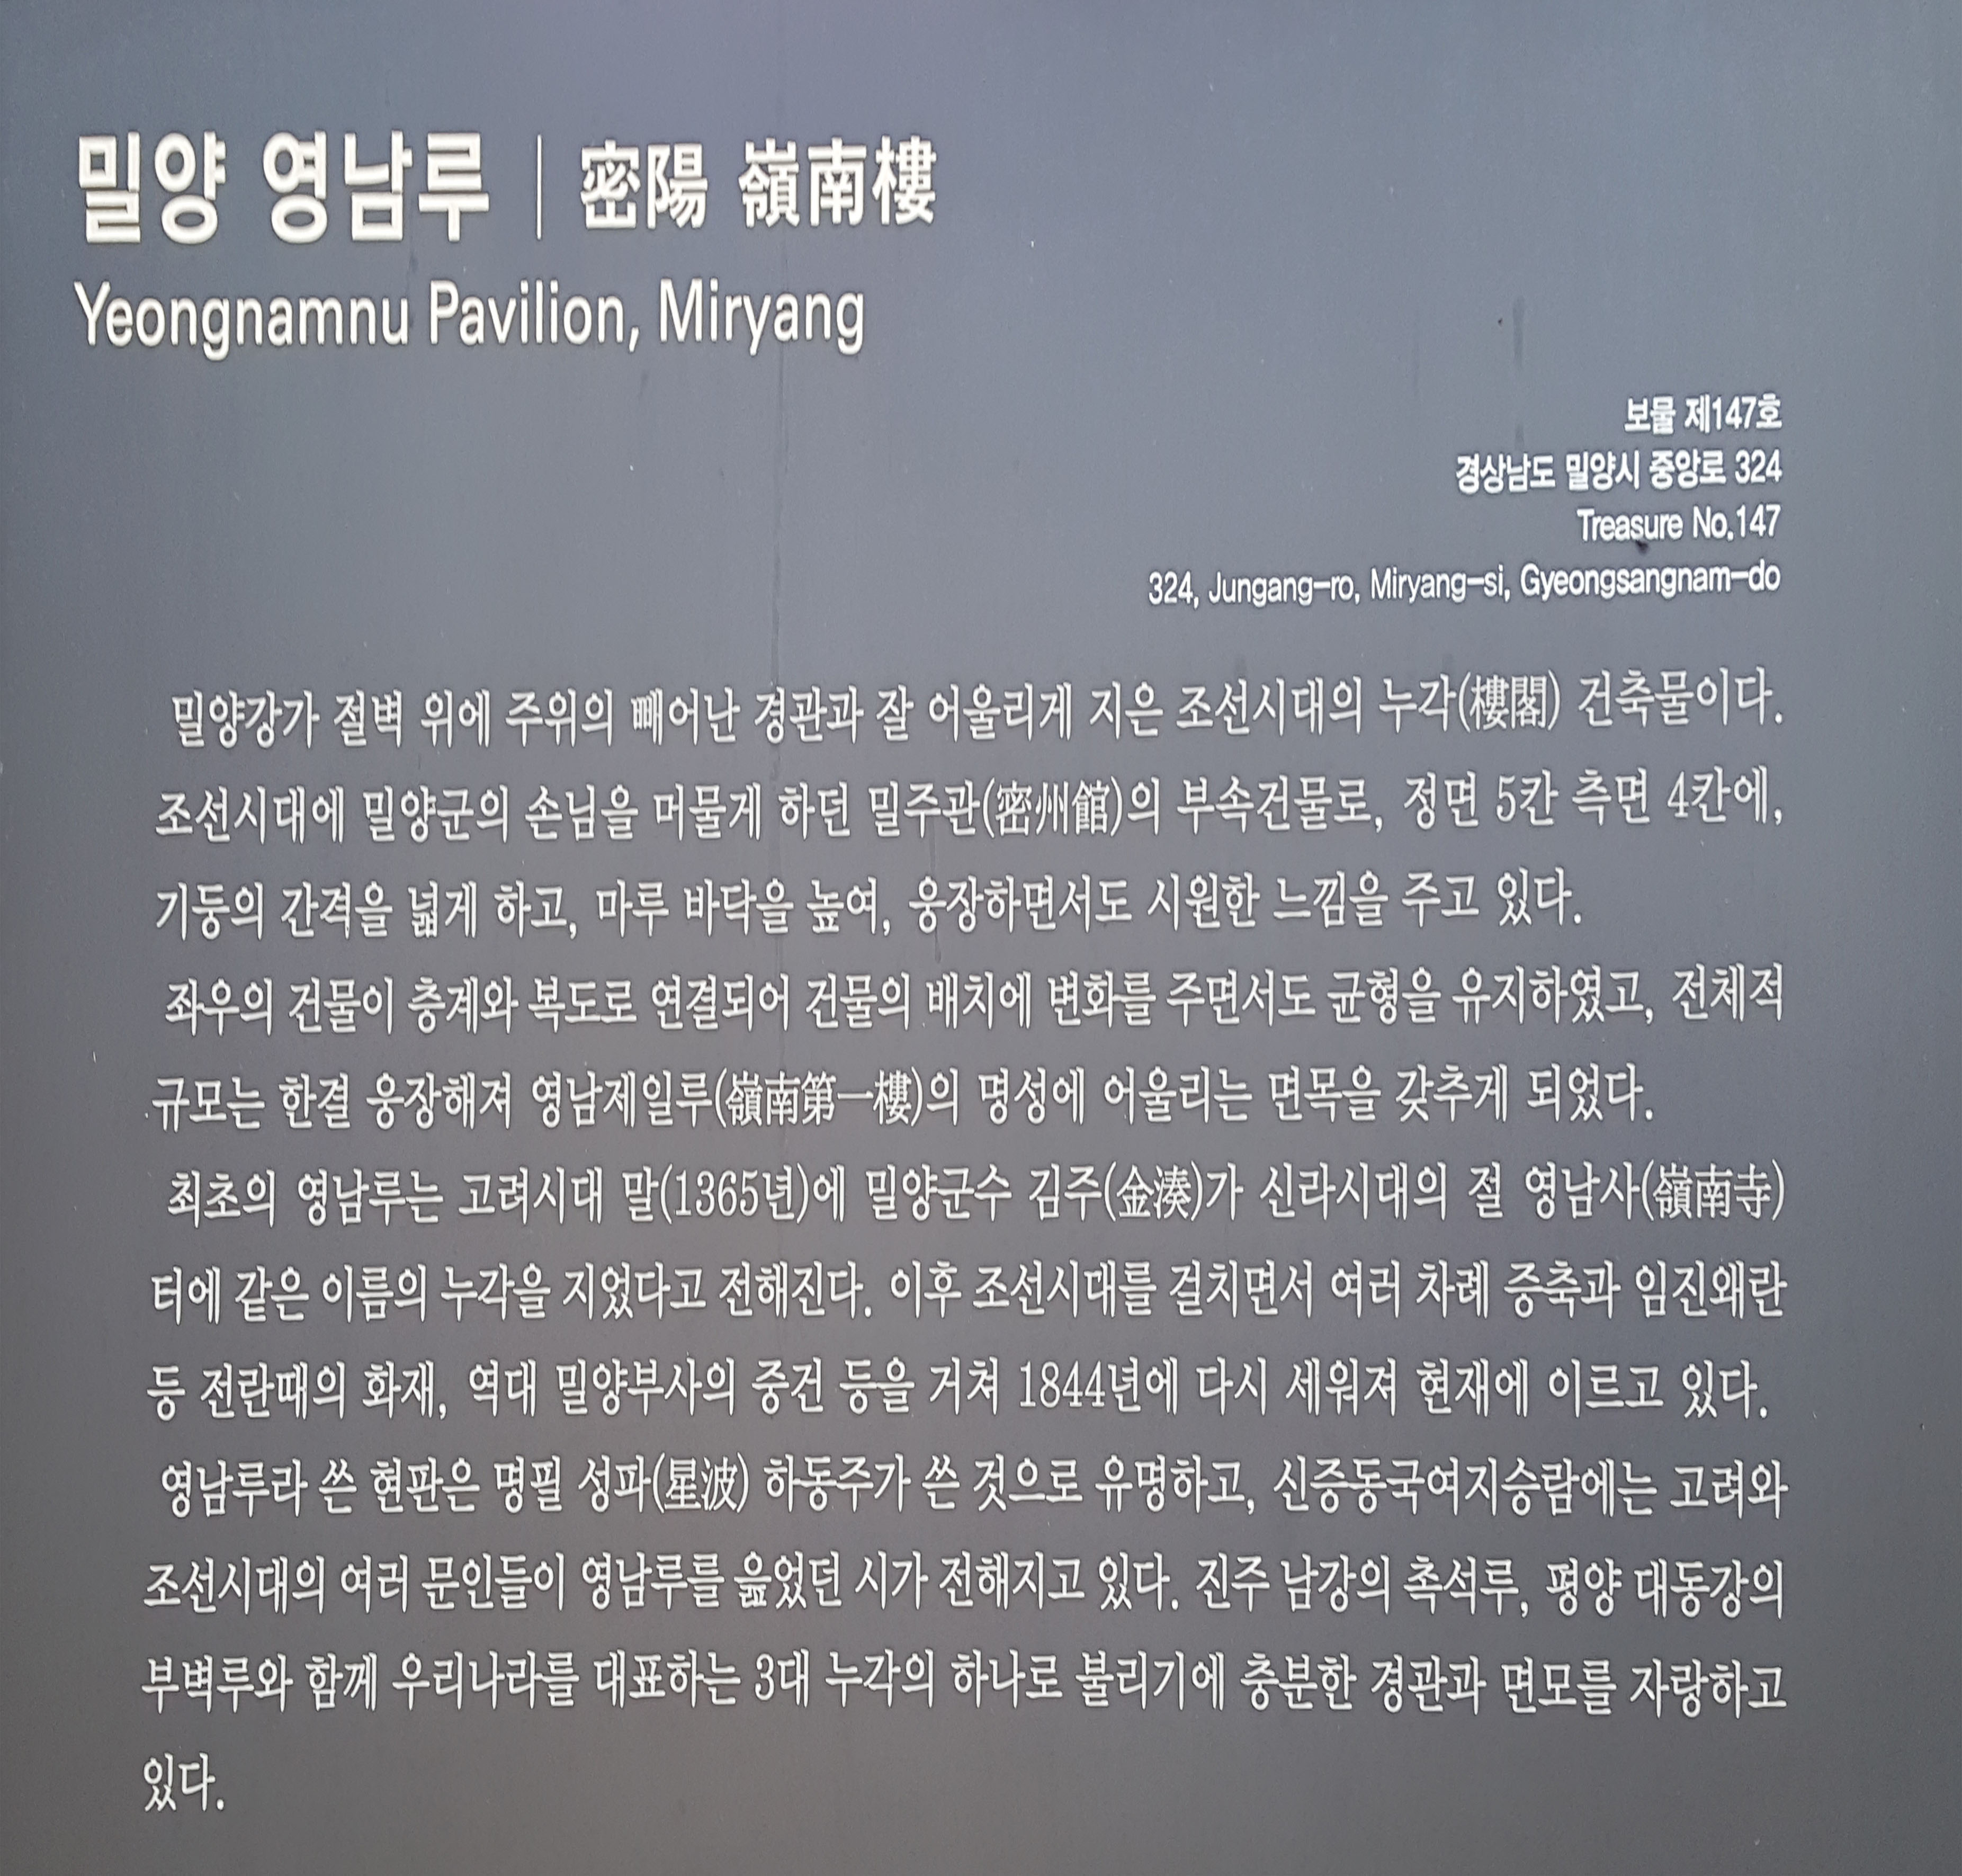 밀양 영남루 | 密陽 嶺南樓
Yeongnamnu Pavilion, Miryang
보물 제147호
경상남도 밀양시 중앙로 324
Treasure No.147
324, Jungang-ro, Miryang-si, Gyeongsangnam-do
밀양강가 절벽 위에 주위의 빼어난 경관과 잘 어울리게 지은 조선시대의 누각(樓閣) 건축물이다.
조선시대에 밀양군의 손님을 머물게 하던 밀주관(密州館)의 부속건물로, 정면 5칸 측면 4칸에,
기둥의 간격을 넓게 하고, 마루 바닥을 높여, 웅장하면서도 시원한 느낌을 주고 있다.
좌우의 건물이 층계와 복도로 연결되어 건물의 배치에 변화를 주면서도 균형을 유지하였고, 전체적
규모는 한결 웅장해져 영남제일루(嶺南第一樓)의 명성에 어울리는 면목을 갖추게 되었다.
최초의 영남루는 고려시대 말(1365년)에 밀양군수 김주(金湊)가 신라시대의 절 영남사(嶺南寺)
터에 같은 이름의 누각을 지었다고 전해진다. 이후 조선시대를 걸치면서 여러 차례 증축과 임진왜란
등 전란때의 화재, 역대 밀양부사의 중건 등을 거쳐 1844년에 다시 세워져 현재에 이르고 있다.
영남루라 쓴 현판은 명필 성파(星波) 하동주가 쓴 것으로 유명하고, 신증동국여지승람에는 고려와
조선시대의 여러 문인들이 영남루를 읊었던 시가 전해지고 있다. 진주 남강의 촉석루, 평양 대동강의
부벽루와 함께 우리나라를 대표하는 3대 누각의 하나로 불리기에 충분한 경관과 면모를 자랑하고
있다.